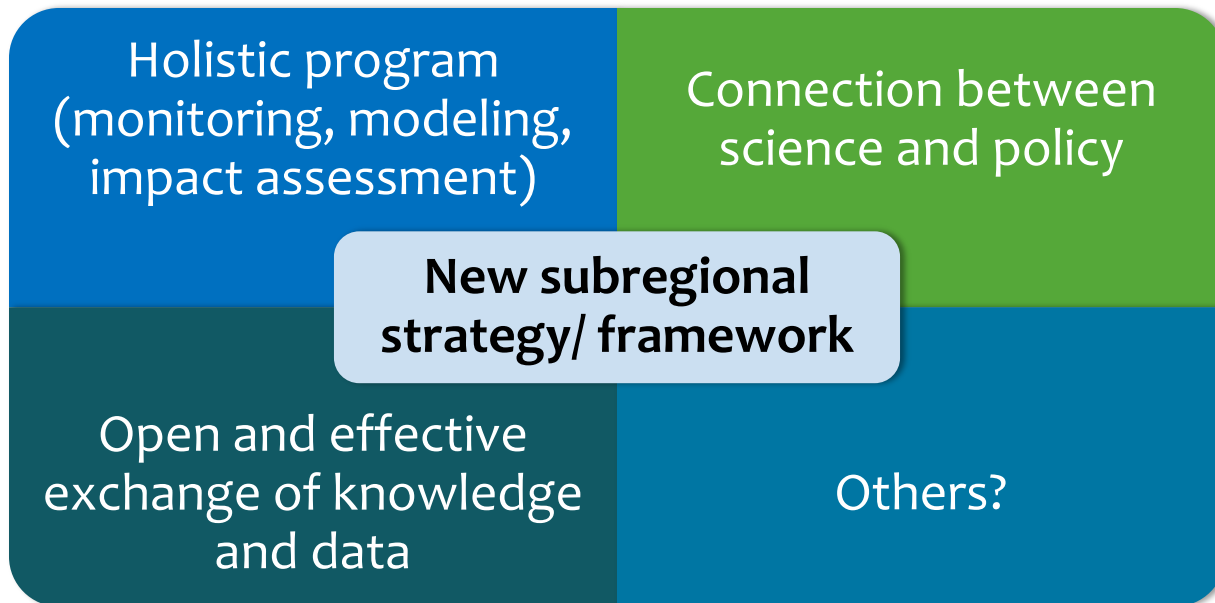 Holistic program
(monitoring, modeling,
impact assessment)
Connection between
science and policy
New subregional
strategy/ framework
Open and effective
exchange of knowledge
and data
Others?